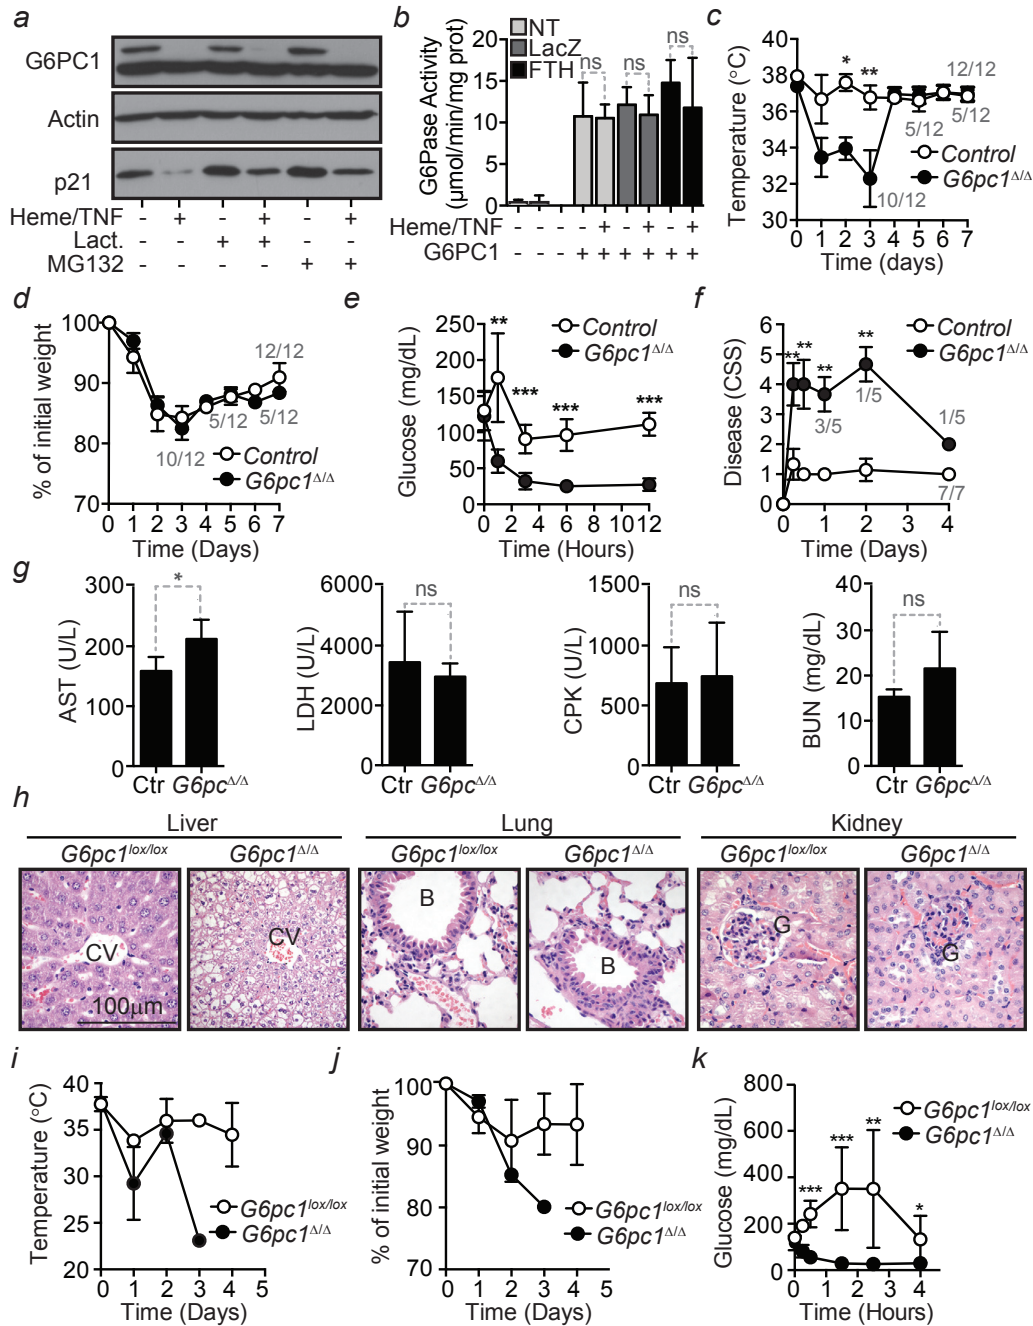 a
G6PC1
Actin
p21
Heme/TNF - + - + - +
Lact. - - + + - -
MG132 - - - - + +
b
G6Pase Activity
(µmol/min/mg prot)
20
15
10
5
0
NT
LacZ
FTH
ns
ns
ns
Heme/TNF - - - - + - + - +
G6PC1 - - - + + + + + +
c
Temperature (°C)
40
38
36
34
32
30
* **
12/12
5/12 5/12
10/12
Control
G6pc1Δ/Δ
0 1 2 3 4 5 6 7
Time (days)
d
% of initial weight
100
90
80
70
12/12
5/12 5/12
10/12
Control
G6pc1Δ/Δ
0 1 2 3 4 5 6 7
Time (Days)
e
Glucose (mg/dL)
250
200
150
100
50
0
** *** *** ***
Control
G6pc1Δ/Δ
0 2 4 6 8 10 12
Time (Hours)
f
Disease (CSS)
6
5
4
3
2
1
0
** ** ** **
Control
G6pc1Δ/Δ
3/5 1/5 1/5
7/7
0 1 2 3 4
Time (Days)
g
AST (U/L)
300
200
100
0
*
Ctr G6pcΔ/Δ
LDH (U/L)
6000
4000
2000
0
ns
Ctr G6pcΔ/Δ
CPK (U/L)
1500
1000
500
0
ns
Ctr G6pcΔ/Δ
BUN (mg/dL)
40
30
20
10
0
ns
Ctr G6pcΔ/Δ
h
Liver Lung Kidney
G6pc1lox/lox G6pc1Δ/Δ G6pc1lox/lox G6pc1Δ/Δ G6pc1lox/lox G6pc1Δ/Δ
CV CV B B G G
100µm
i
Temperature (°C)
40
35
30
25
20
G6pc1lox/lox
G6pc1Δ/Δ
0 1 2 3 4 5
Time (Days)
j
% of initial weight
100
90
80
70
G6pc1lox/lox
G6pc1Δ/Δ
0 1 2 3 4 5
Time (Days)
k
Glucose (mg/dL)
800
600
400
200
0
*** *** ** *
G6pc1lox/lox
G6pc1Δ/Δ
0 1 2 3 4
Time (Hours)